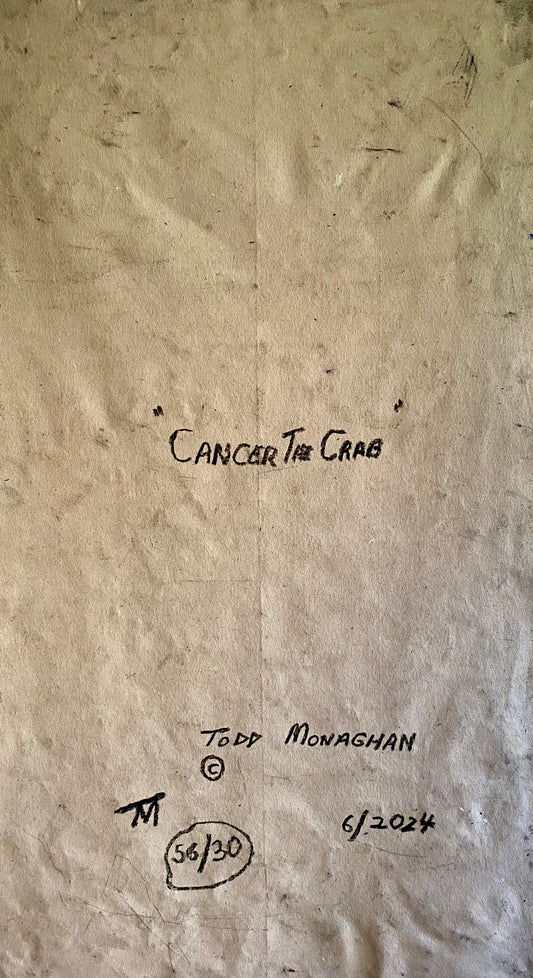 "CANCER THE CRAB"
TODD MONAGHAN
©
TM
6/2024
56/30